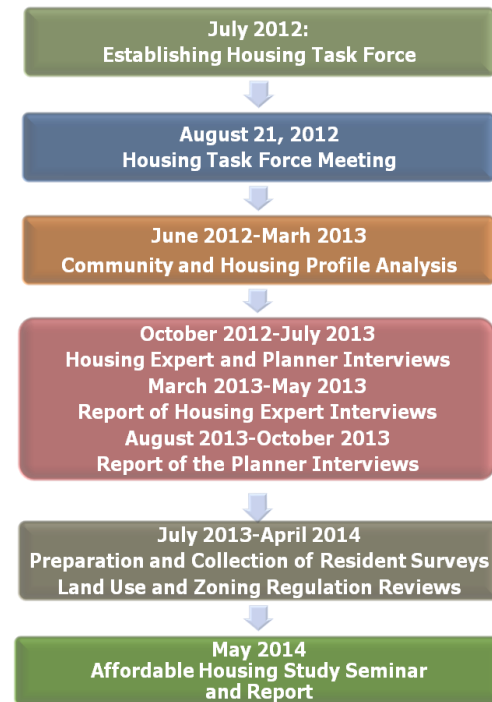 July 2012:
Establishing Housing Task Force
August 21, 2012
Housing Task Force Meeting
June 2012-Marh 2013
Community and Housing Profile Analysis
October 2012-July 2013
Housing Expert and Planner Interviews
March 2013-May 2013
Report of Housing Expert Interviews
August 2013-October 2013
Report of the Planner Interviews
July 2013-April 2014
Preparation and Collection of Resident Surveys
Land Use and Zoning Regulation Reviews
May 2014
Affordable Housing Study Seminar
and Report